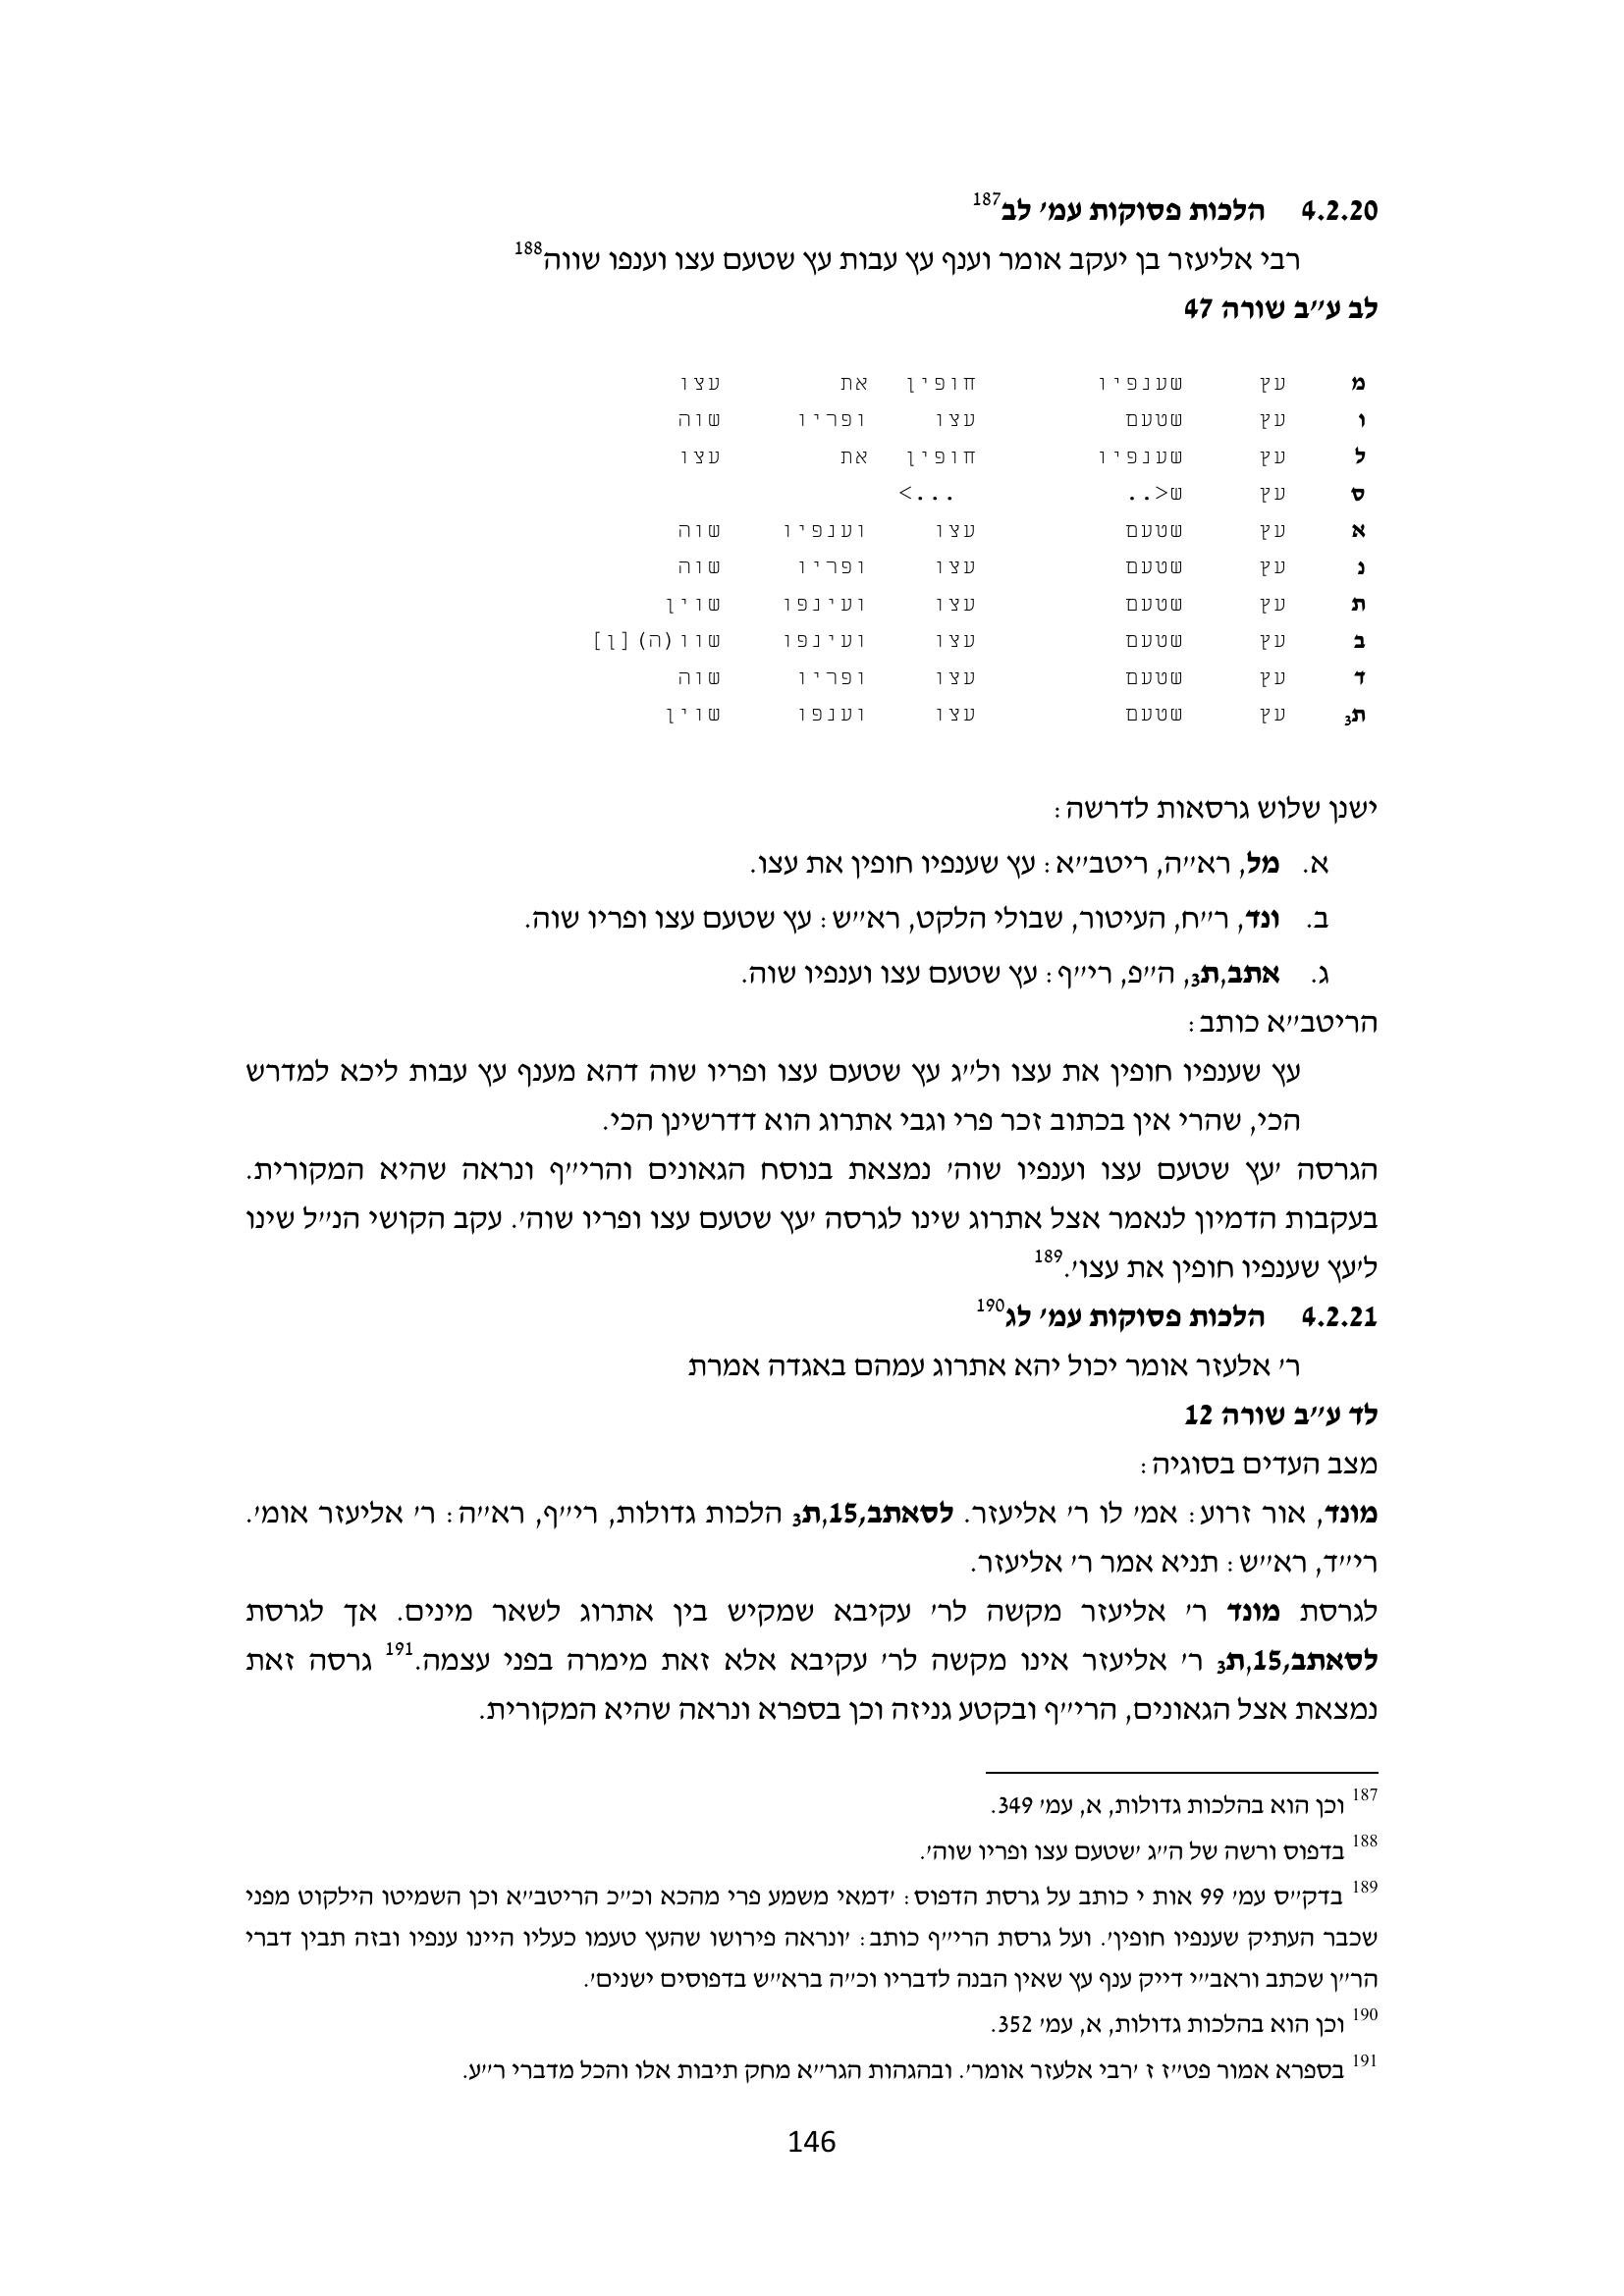 4.2.20 הלכות פסוקות עמ׳ לב187
רבי אליעזר בן יעקב אומר וענף עץ עבות עץ שטעם עצו וענפו שווה188
לב ע״ב שורה 47
מ עץ שענפיו חופין את עצו
ו עץ שטעם עצו ופריו שוה
ל עץ שענפיו חופין את עצו
ס עץ ש<.. ...>
א עץ שטעם עצו וענפיו שוה
נ עץ שטעם עצו ופריו שוה
ת עץ שטעם עצו ועינפו שוין
ב עץ שטעם עצו ועינפו שוו(ה)[ן]
ד עץ שטעם עצו ופריו שוה
ת3 עץ שטעם עצו וענפו שוין
ישנן שלוש גרסאות לדרשה:
א. מל, רא״ה, ריטב״א: עץ שענפיו חופין את עצו.
ב. ונד, ר״ח, העיטור, שבולי הלקט, רא״ש: עץ שטעם עצו ופריו שוה.
ג. אתב,ת3, ה״פ, רי״ף: עץ שטעם עצו וענפיו שוה.
הריטב״א כותב:
עץ שענפיו חופין את עצו ול״ג עץ שטעם עצו ופריו שוה דהא מענף עץ עבות ליכא למדרש
הכי, שהרי אין בכתוב זכר פרי וגבי אתרוג הוא דדרשינן הכי.
הגרסה ׳עץ שטעם עצו וענפיו שוה׳ נמצאת בנוסח הגאונים והרי״ף ונראה שהיא המקורית.
בעקבות הדמיון לנאמר אצל אתרוג שינו לגרסה ׳עץ שטעם עצו ופריו שוה׳. עקב הקושי הנ״ל שינו
ל׳עץ שענפיו חופין את עצו׳.189
4.2.21 הלכות פסוקות עמ׳ לג190
ר׳ אלעזר אומר יכול יהא אתרוג עמהם באגדה אמרת
לד ע״ב שורה 12
מצב העדים בסוגיה:
מונד, אור זרוע: אמ׳ לו ר׳ אליעזר. לסאתב,15,ת3 הלכות גדולות, רי״ף, רא״ה: ר׳ אליעזר אומ׳.
רי״ד, רא״ש: תניא אמר ר׳ אליעזר.
לגרסת מונד ר׳ אליעזר מקשה לר׳ עקיבא שמקיש בין אתרוג לשאר מינים. אך לגרסת
לסאתב,15,ת3 ר׳ אליעזר אינו מקשה לר׳ עקיבא אלא זאת מימרה בפני עצמה.191 גרסה זאת
נמצאת אצל הגאונים, הרי״ף ובקטע גניזה וכן בספרא ונראה שהיא המקורית.
187 וכן הוא בהלכות גדולות, א, עמ׳ 349.
188 בדפוס ורשה של ה״ג ׳שטעם עצו ופריו שוה׳.
189 בדק״ס עמ׳ 99 אות י כותב על גרסת הדפוס: ׳דמאי משמע פרי מהכא וכ״כ הריטב״א וכן השמיטו הילקוט מפני
שכבר העתיק שענפיו חופין׳. ועל גרסת הרי״ף כותב: ׳ונראה פירושו שהעץ טעמו כעליו היינו ענפיו ובזה תבין דברי
הר״ן שכתב וראב״י דייק ענף עץ שאין הבנה לדבריו וכ״ה ברא״ש בדפוסים ישנים׳.
190 וכן הוא בהלכות גדולות, א, עמ׳ 352.
191 בספרא אמור פט״ז ז ׳רבי אלעזר אומר׳. ובהגהות הגר״א מחק תיבות אלו והכל מדברי ר״ע.
146